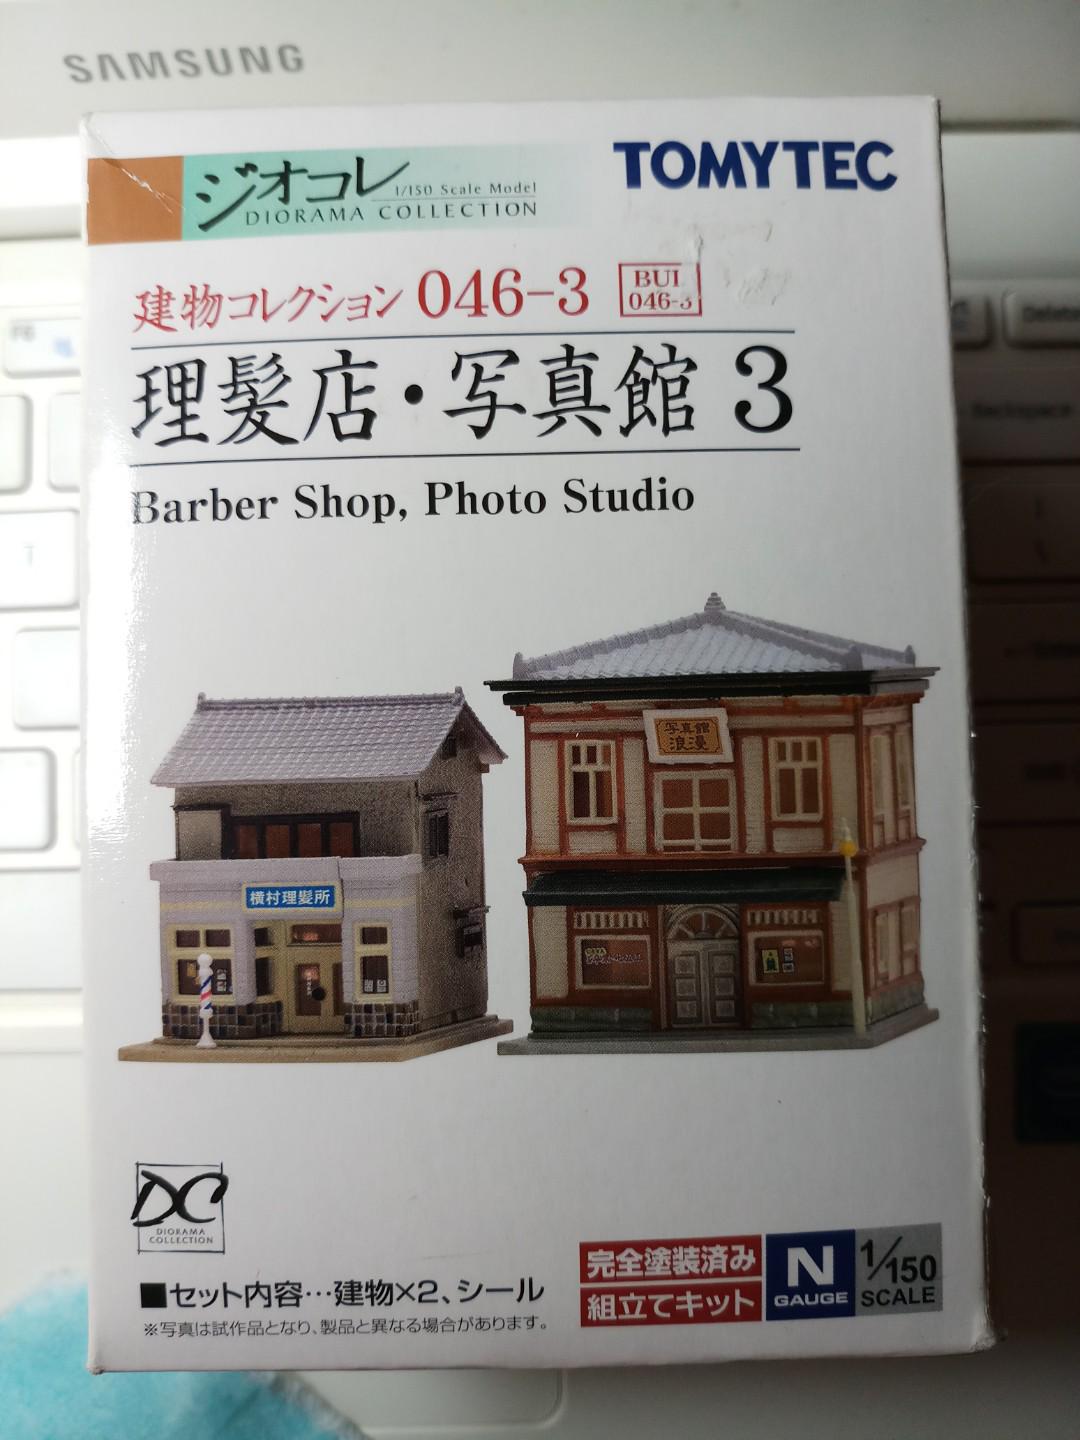 SAMSUNG
ジオコレ
1/150 Scale Model
DIORAMA COLLECTION
TOMYTEC
建物コレクション 046-3
BUI
046-3
理髪店・写真館 3
Barber Shop, Photo Studio
写真館
浪漫
横村理髪所
DC
DIORAMA
COLLECTION
■セット内容…建物×2、シール
※写真は試作品となり、製品と異なる場合があります。
完全塗装済み
組立てキット
N
GAUGE
1/150
SCALE
F6
T
Delete
Backspace